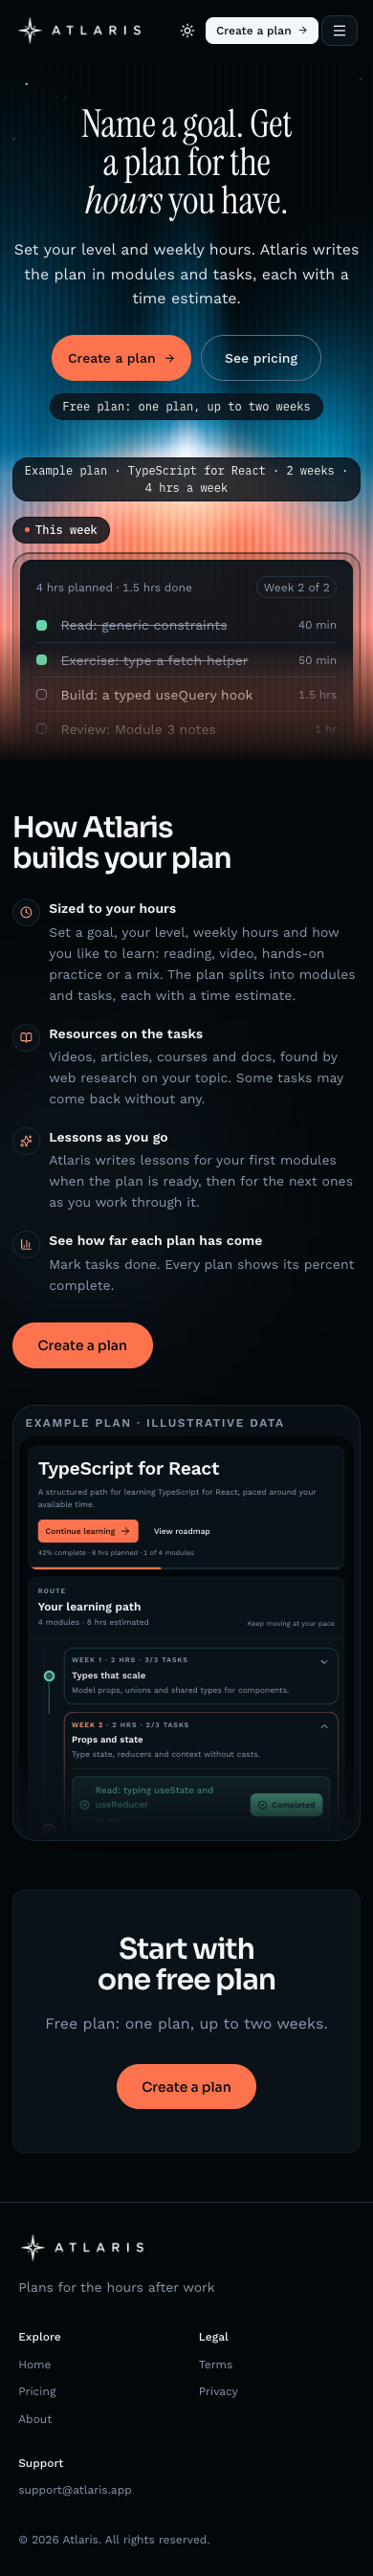 ATLARIS
Create a plan →
Name a goal. Get
a plan for the
hours you have.
Set your level and weekly hours. Atlaris writes
the plan in modules and tasks, each with a
time estimate.
Create a plan →
See pricing
Free plan: one plan, up to two weeks
Example plan · TypeScript for React · 2 weeks ·
4 hrs a week
This week
4 hrs planned · 1.5 hrs done
Week 2 of 2
Read: generic constraints
40 min
Exercise: type a fetch helper
50 min
Build: a typed useQuery hook
1.5 hrs
Review: Module 3 notes
1 hr
How Atlaris
builds your plan
Sized to your hours
Set a goal, your level, weekly hours and how
you like to learn: reading, video, hands-on
practice or a mix. The plan splits into modules
and tasks, each with a time estimate.
Resources on the tasks
Videos, articles, courses and docs, found by
web research on your topic. Some tasks may
come back without any.
Lessons as you go
Atlaris writes lessons for your first modules
when the plan is ready, then for the next ones
as you work through it.
See how far each plan has come
Mark tasks done. Every plan shows its percent
complete.
Create a plan
EXAMPLE PLAN · ILLUSTRATIVE DATA
TypeScript for React
A structured path for learning TypeScript for React, paced around your
available time.
Continue learning →
View roadmap
42% complete · 8 hrs planned · 1 of 4 modules
ROUTE
Your learning path
4 modules · 8 hrs estimated
Keep moving at your pace
WEEK 1 · 2 HRS · 3/3 TASKS
Types that scale
Model props, unions and shared types for components.
WEEK 2 · 2 HRS · 2/3 TASKS
Props and state
Type state, reducers and context without casts.
Read: typing useState and
useReducer
Completed
Start with
one free plan
Free plan: one plan, up to two weeks.
Create a plan
ATLARIS
Plans for the hours after work
Explore
Legal
Home
Terms
Pricing
Privacy
About
Support
support@atlaris.app
© 2026 Atlaris. All rights reserved.